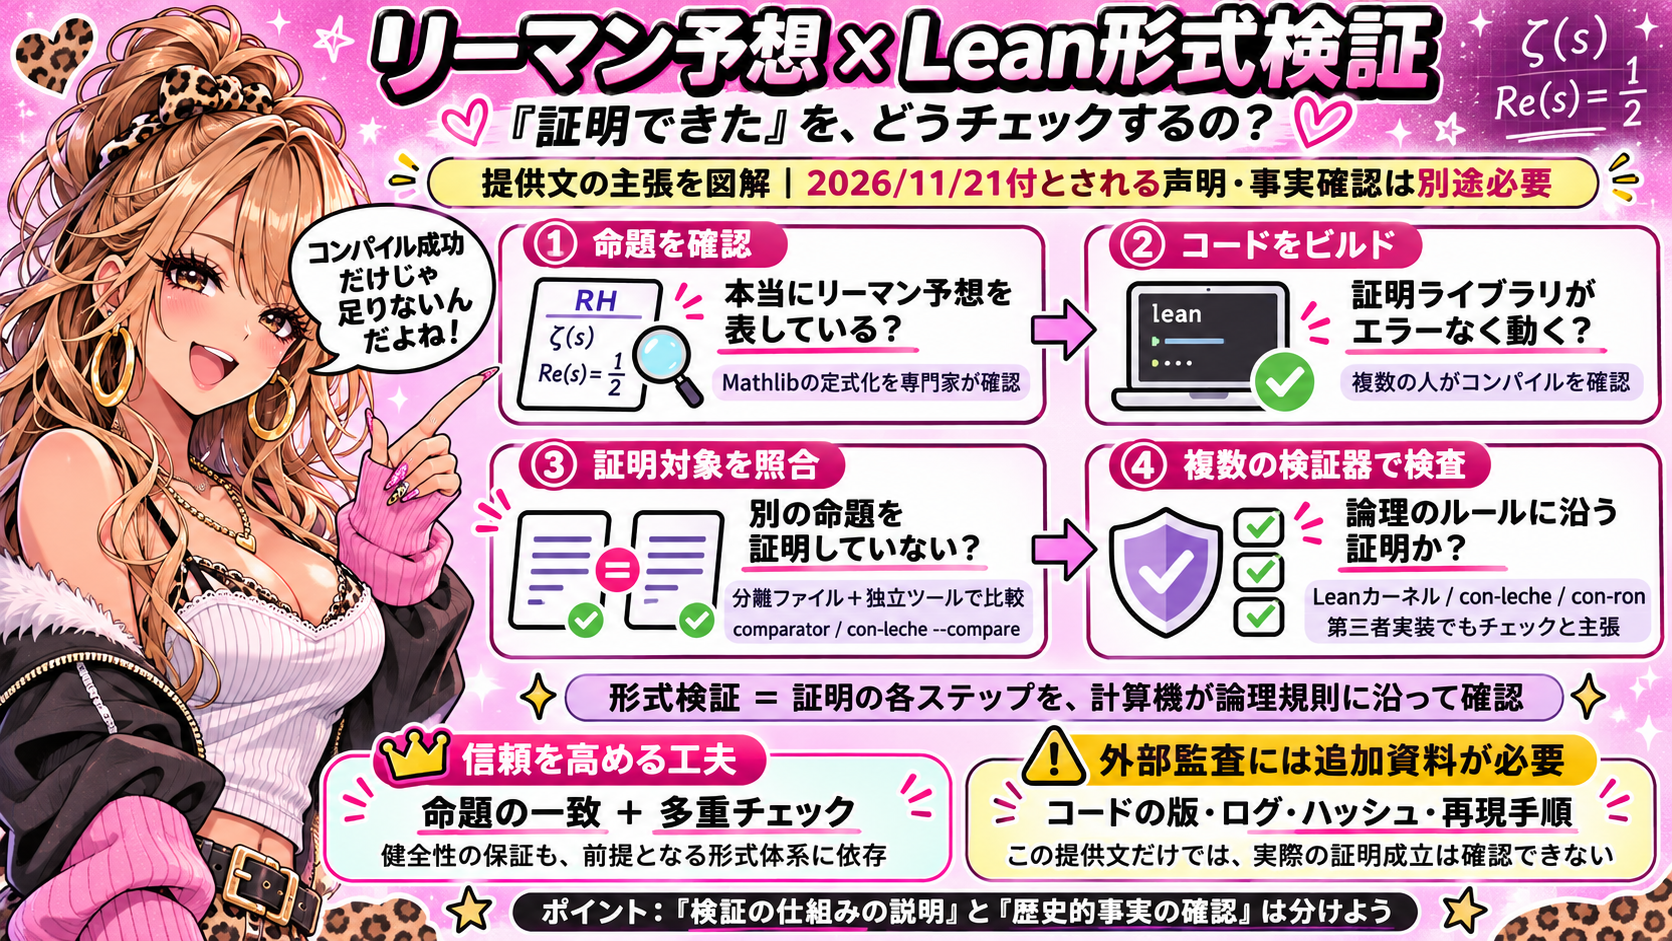 リーマン予想×Lean形式検証
『証明できた』を、どうチェックするの？
ζ(s)
Re(s)=1/2
提供文の主張を図解｜2026/11/21付とされる声明・事実確認は別途必要
コンパイル成功
だけじゃ
足りないん
だよね！
① 命題を確認
RH
ζ(s)
Re(s)=1/2
本当にリーマン予想を
表している？
Mathlibの定式化を専門家が確認
② コードをビルド
lean
証明ライブラリが
エラーなく動く？
複数の人がコンパイルを確認
③ 証明対象を照合
=
別の命題を
証明していない？
分離ファイル＋独立ツールで比較
comparator / con-leche --compare
④ 複数の検証器で検査
論理のルールに沿う
証明か？
Leanカーネル / con-leche / con-ron
第三者実装でもチェックと主張
形式検証 ＝ 証明の各ステップを、計算機が論理規則に沿って確認
信頼を高める工夫
命題の一致 ＋ 多重チェック
健全性の保証も、前提となる形式体系に依存
外部監査には追加資料が必要
コードの版・ログ・ハッシュ・再現手順
この提供文だけでは、実際の証明成立は確認できない
ポイント：『検証の仕組みの説明』と『歴史的事実の確認』は分けよう